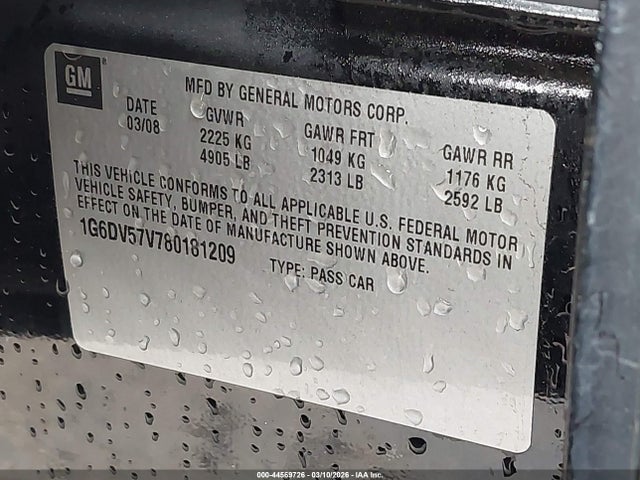 GM
MFD BY GENERAL MOTORS CORP.
DATE GVWR GAWR FRT GAWR RR
03/08 2225 KG 1049 KG 1176 KG
4905 LB 2313 LB 2592 LB
THIS VEHICLE CONFORMS TO ALL APPLICABLE U.S. FEDERAL MOTOR
VEHICLE SAFETY, BUMPER, AND THEFT PREVENTION STANDARDS IN
EFFECT ON THE DATE OF MANUFACTURE SHOWN ABOVE.
1G6DV57V780181209 TYPE: PASS CAR
000-44559726 - 03/10/2026 - IAA Inc.